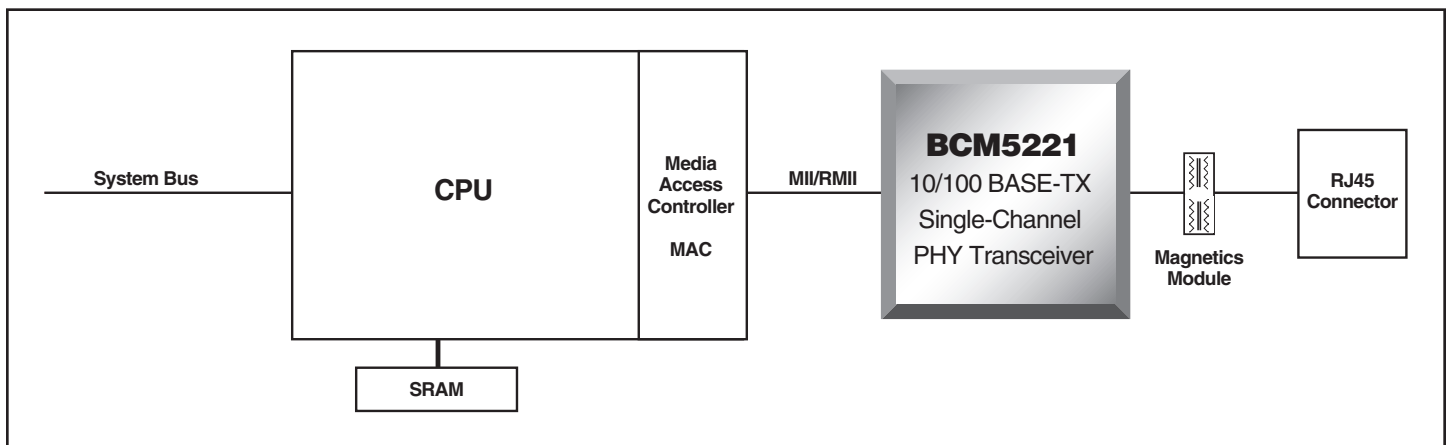 System Bus
CPU
Media
Access
Controller
MAC
MII/RMII
BCM5221
10/100 BASE-TX
Single-Channel
PHY Transceiver
Magnetics
Module
RJ45
Connector
SRAM